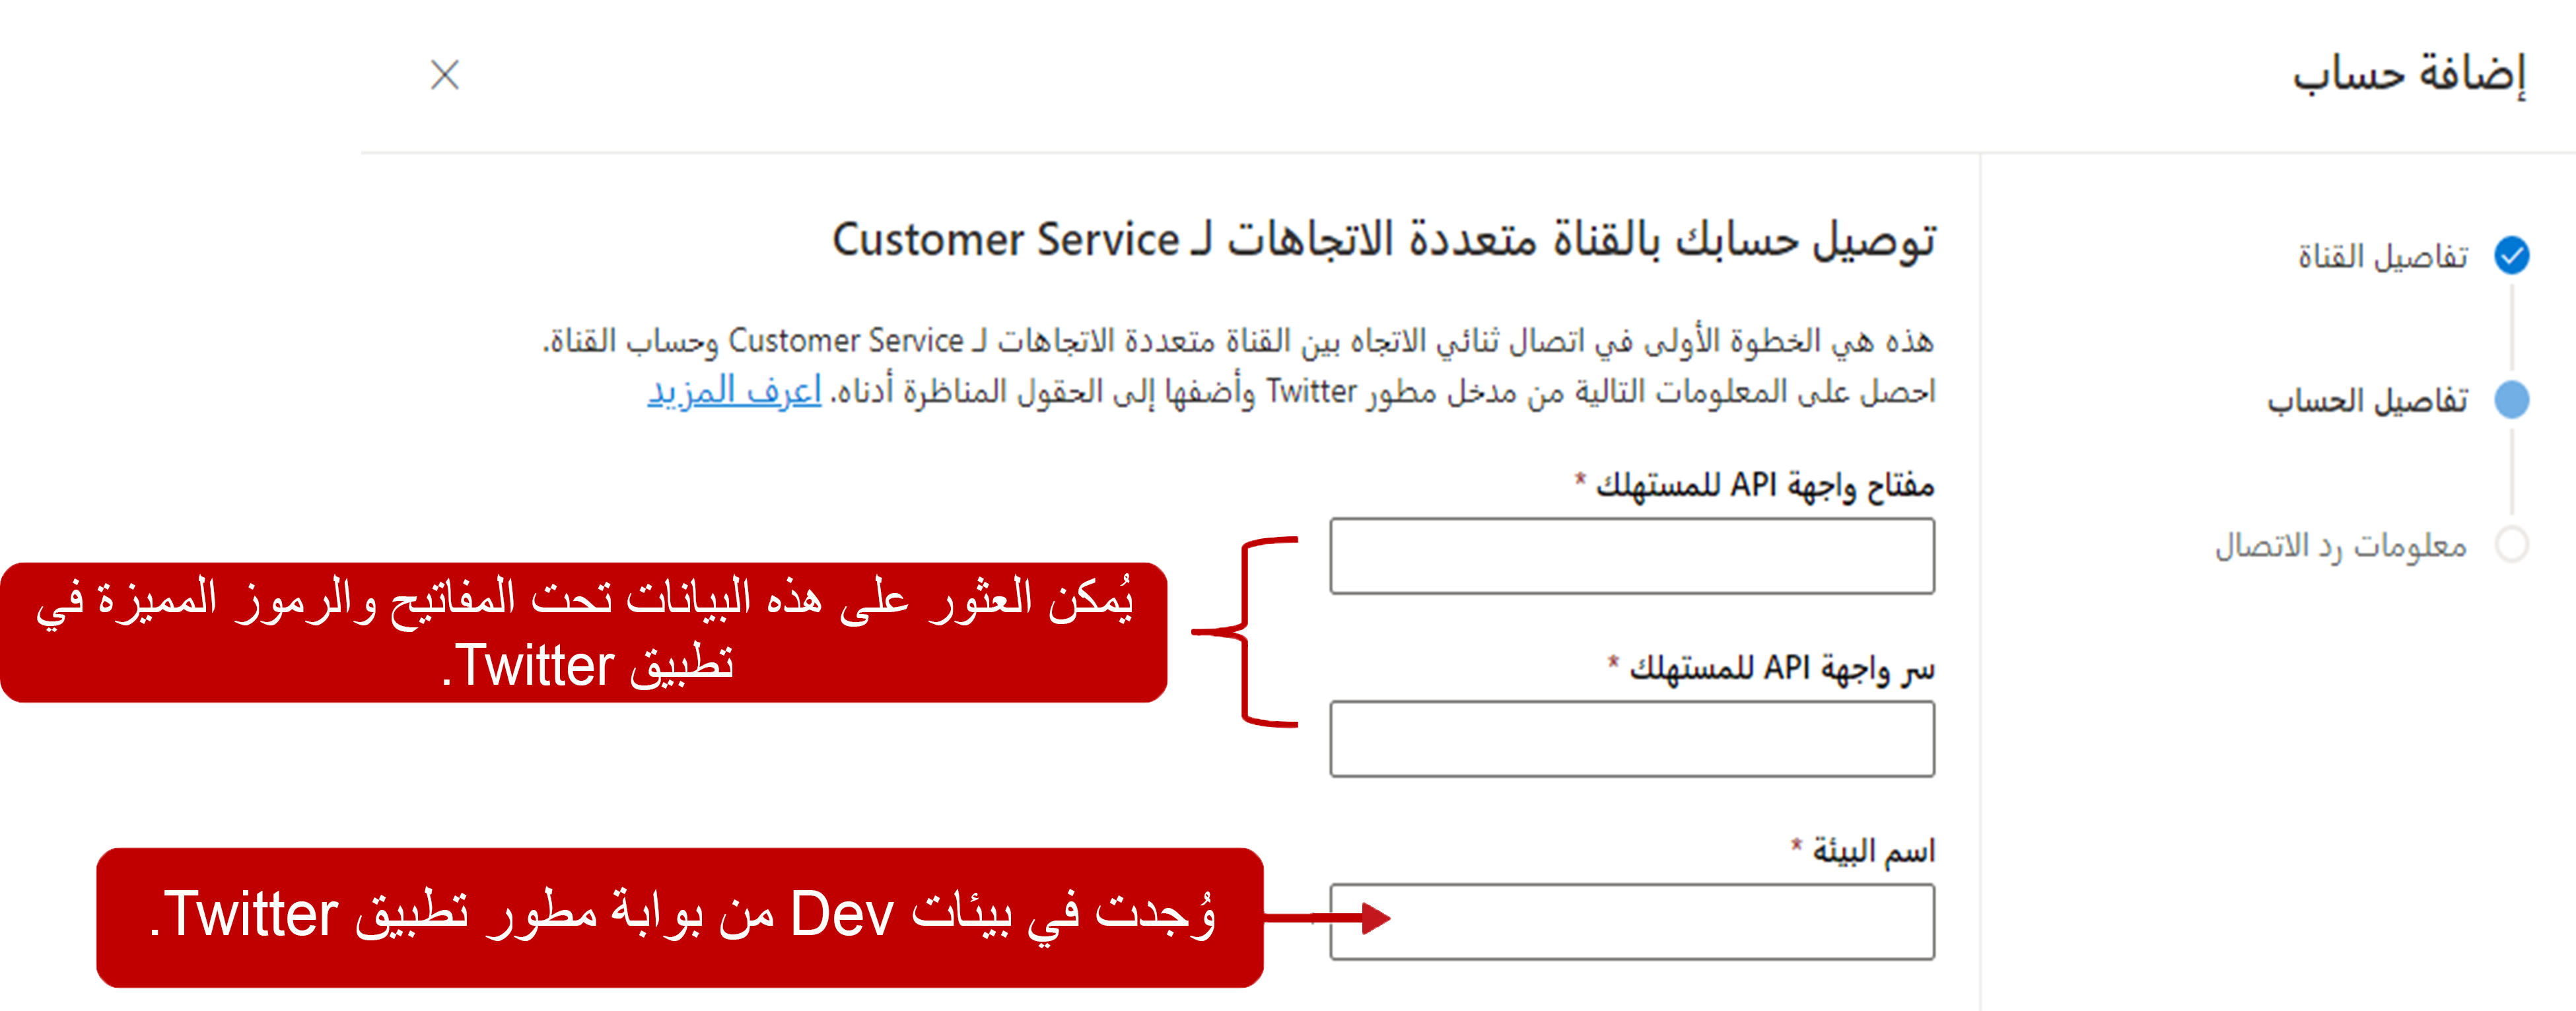 إضافة حساب
تفاصيل القناة
تفاصيل الحساب
معلومات رد الاتصال
توصيل حسابك بالقناة متعددة الاتجاهات لـ Customer Service
هذه هي الخطوة الأولى في اتصال ثنائي الاتجاه بين القناة متعددة الاتجاهات لـ Customer Service وحساب القناة.
احصل على المعلومات التالية من مدخل مطور Twitter وأضفها إلى الحقول المناظرة أدناه. اعرف المزيد
مفتاح واجهة API للمستهلك *
يُمكن العثور على هذه البيانات تحت المفاتيح والرموز المميزة في
تطبيق Twitter.
سر واجهة API للمستهلك *
اسم البيئة *
وُجدت في بيئات Dev من بوابة مطور تطبيق Twitter.